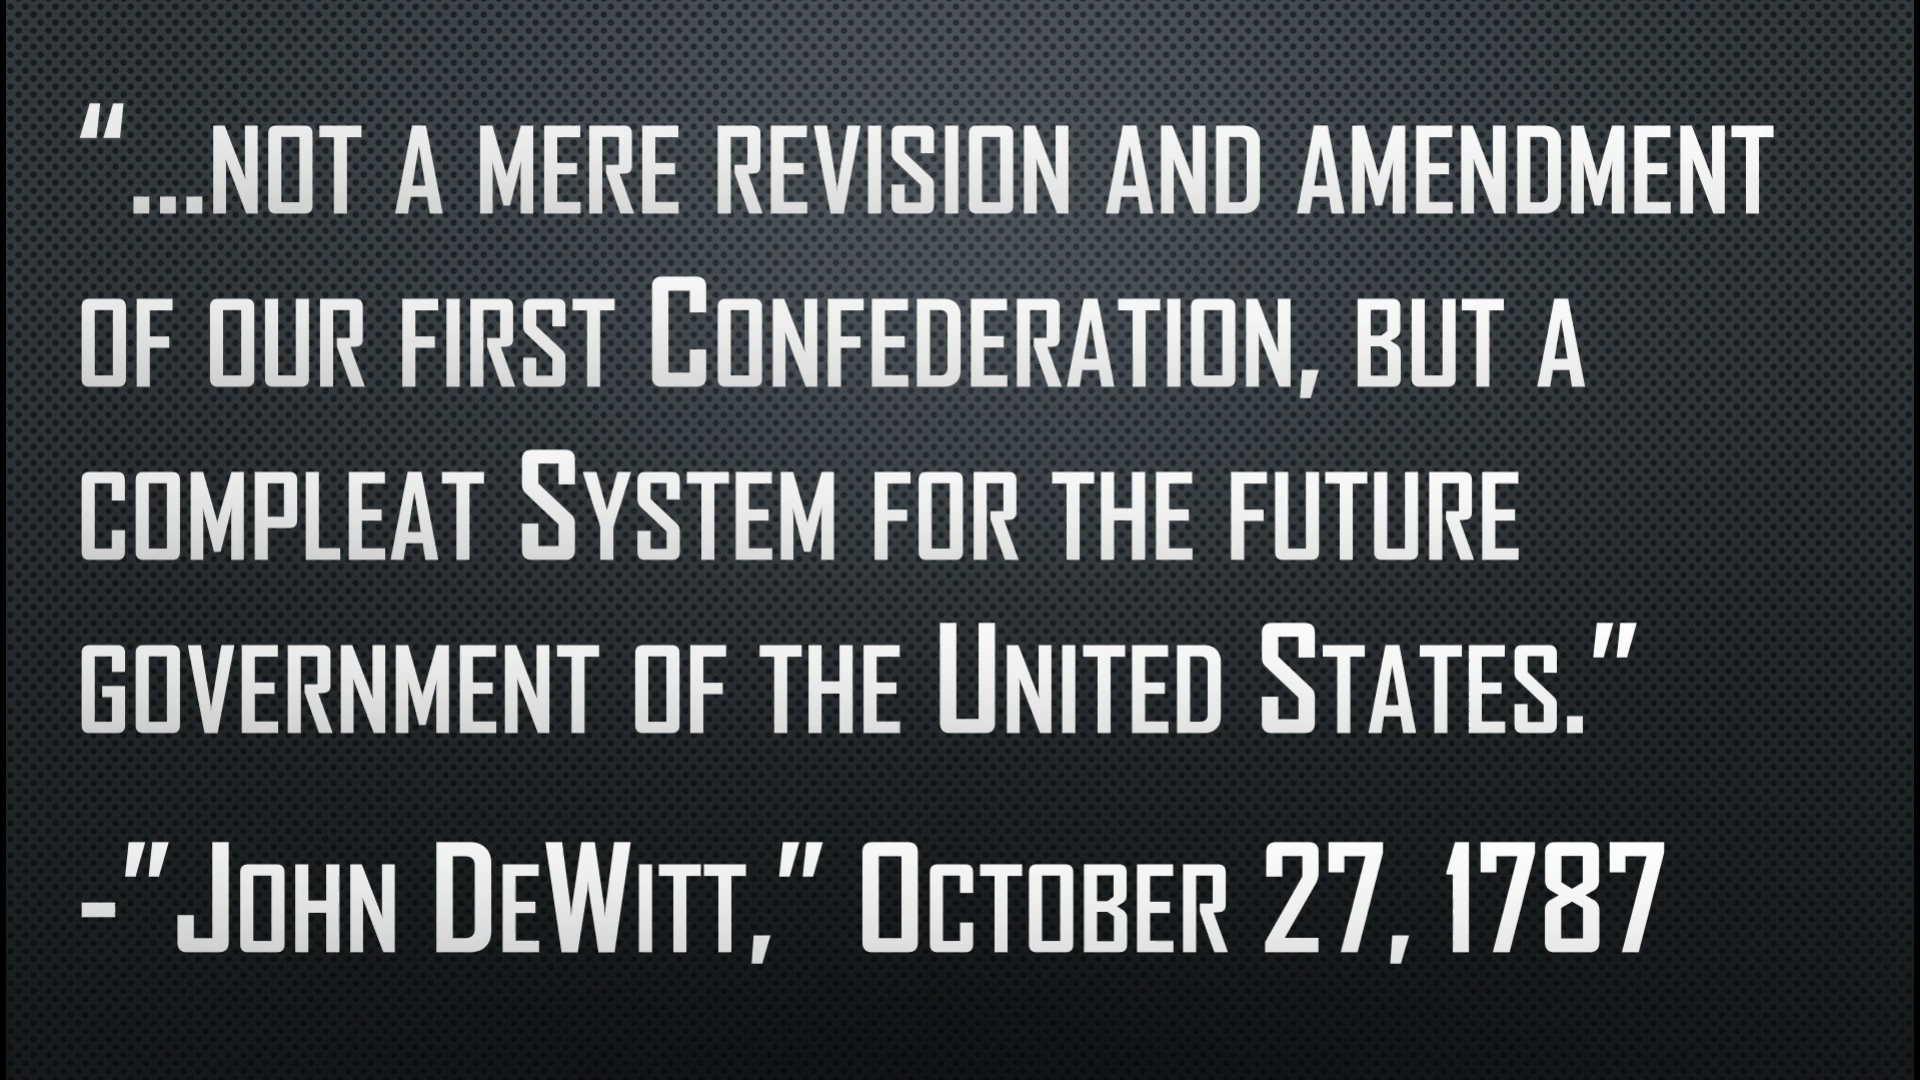 “...not a mere revision and amendment
of our first Confederation, but a
compleat System for the future
government of the United States.”
-”John DeWitt,” October 27, 1787